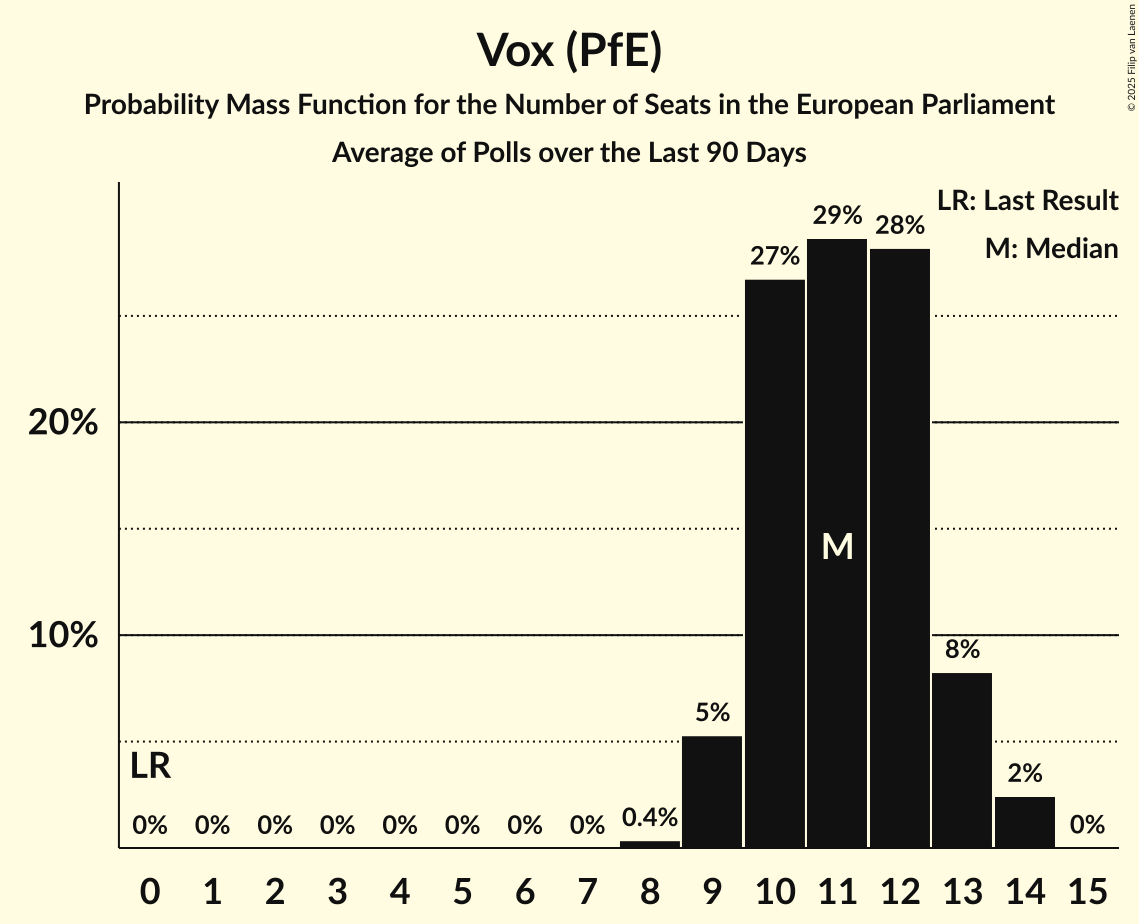 Vox (PfE)
Probability Mass Function for the Number of Seats in the European Parliament
Average of Polls over the Last 90 Days
© 2025 Filip van Laenen
LR: Last Result
M: Median
29%
28%
27%
20%
M
10%
8%
5%
LR
2%
0% 0% 0% 0% 0% 0% 0% 0% 0.4% 0%
0 1 2 3 4 5 6 7 8 9 10 11 12 13 14 15